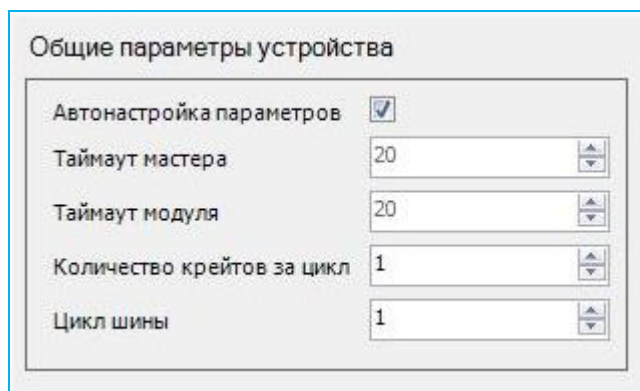 Общие параметры устройства
Автонастройка параметров
Таймаут мастера 20
Таймаут модуля 20
Количество крейтов за цикл 1
Цикл шины 1